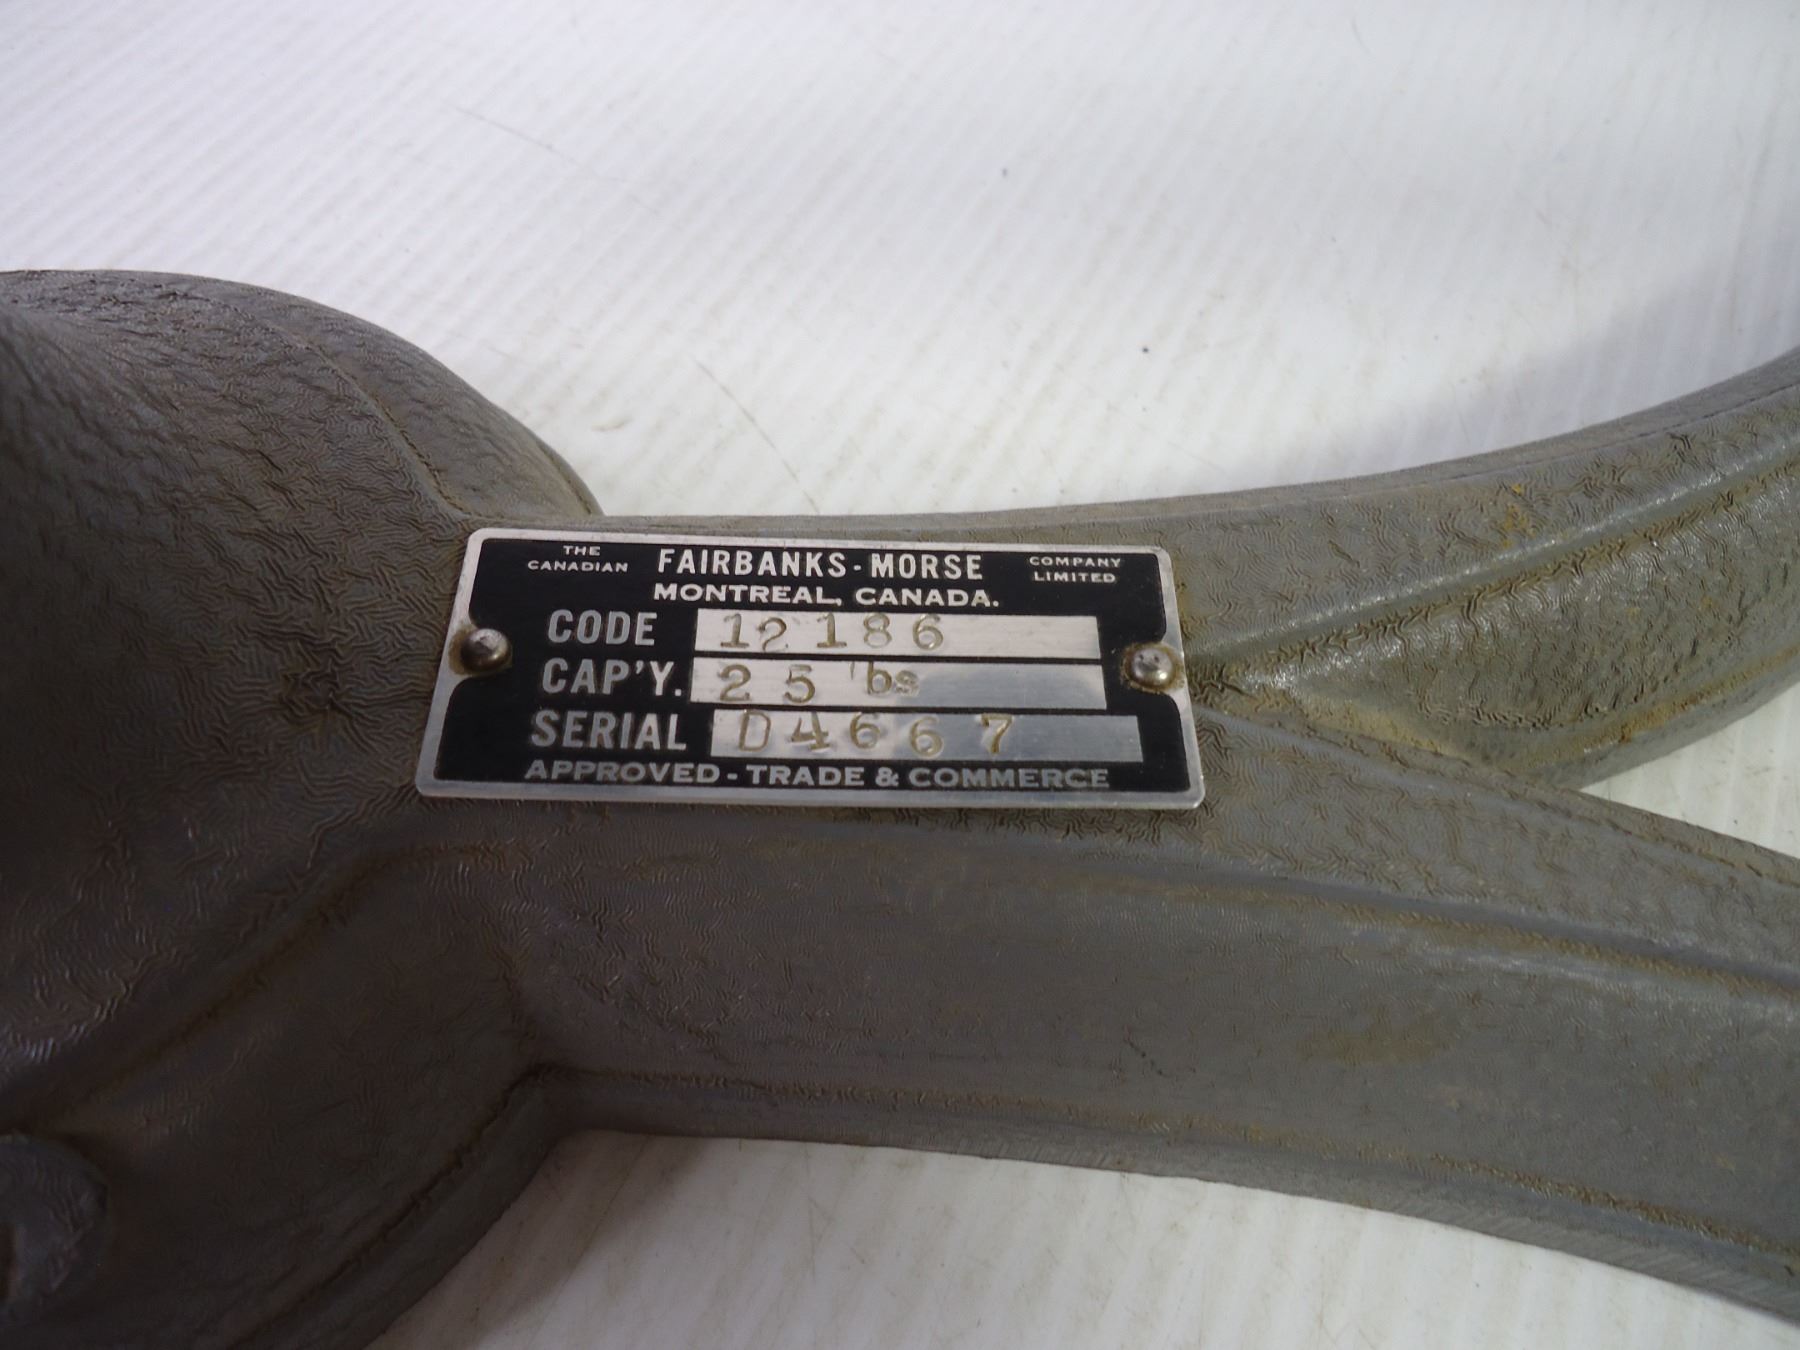 THE CANADIAN FAIRBANKS-MORSE COMPANY LIMITED
MONTREAL, CANADA.
CODE 12186
CAP'Y. 25 lbs
SERIAL D4667
APPROVED - TRADE & COMMERCE